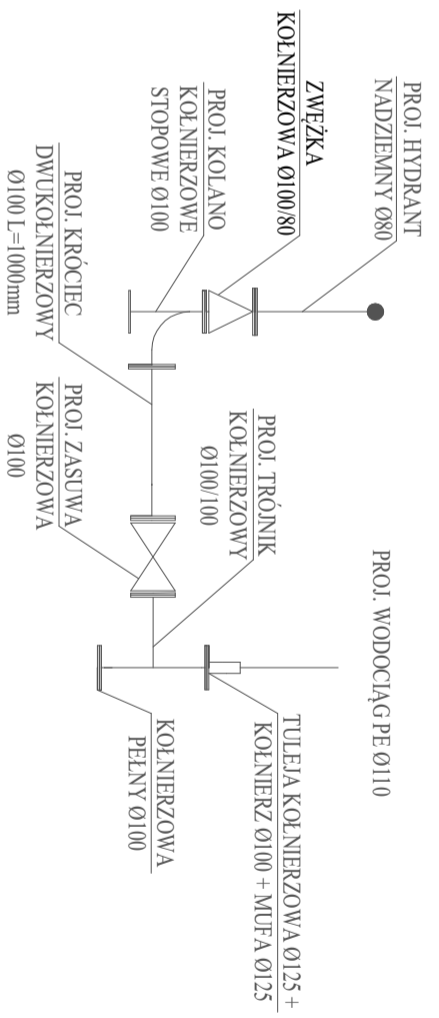 PROJ. HYDRANT
NADZIEMNY Ø80
ZWĘŻKA
KOŁNIERZOWA Ø100/80
PROJ. KOLANO
KOŁNIERZOWE
STOPOWE Ø100
PROJ. KRÓCIEC
DWUKOŁNIERZOWY
Ø100 L=1000mm
PROJ. ZASUWA
KOŁNIERZOWA
Ø100
PROJ. TRÓJNIK
KOŁNIERZOWY
Ø100/100
PROJ. WODOCIĄG PE Ø110
TULEJA KOŁNIERZOWA Ø125 +
KOŁNIERZ Ø100 + MUFA Ø125
KOŁNIERZOWA
PEŁNY Ø100